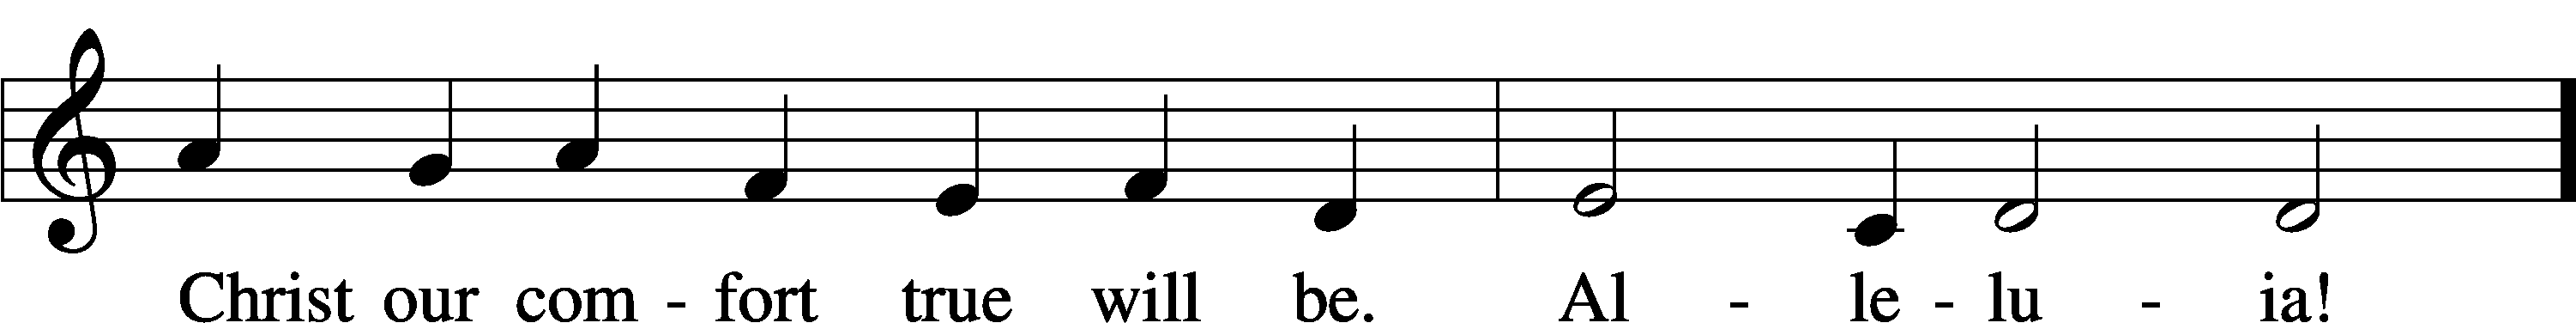 Christ our com - fort true will be. Al - le - lu - ia!